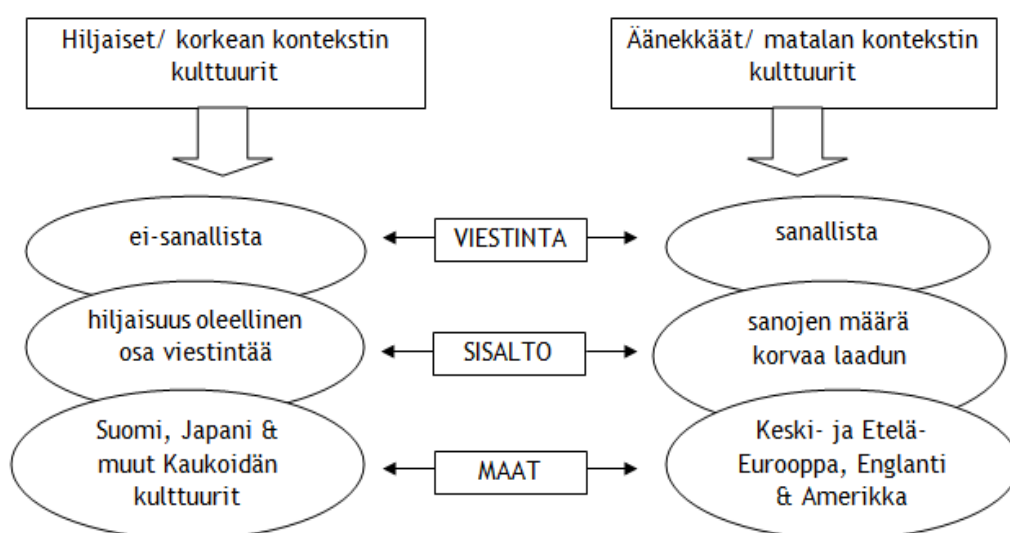 Hiljaiset/ korkean kontekstin
kulttuurit
Äänekkäät/ matalan kontekstin
kulttuurit
ei-sanallista
VIESTINTA
sanallista
hiljaisuus oleellinen
osa viestintää
SISALTO
sanojen määrä
korvaa laadun
Suomi, Japani &
muut Kaukoidän
kulttuurit
MAAT
Keski- ja Etelä-
Eurooppa, Englanti
& Amerikka